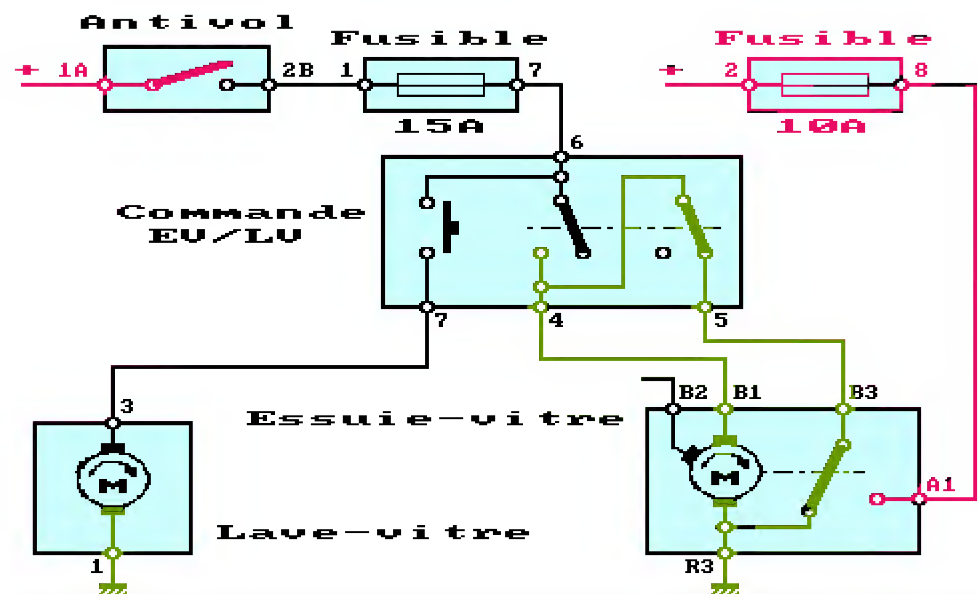 Antivol
Fusible
Fusible
+ 1A
2B
1
7
+
2
8
15A
10A
6
Commande
EV/LV
7
4
5
3
Essuie-vitre
B2
B1
B3
M
M
A1
Lave-vitre
1
R3